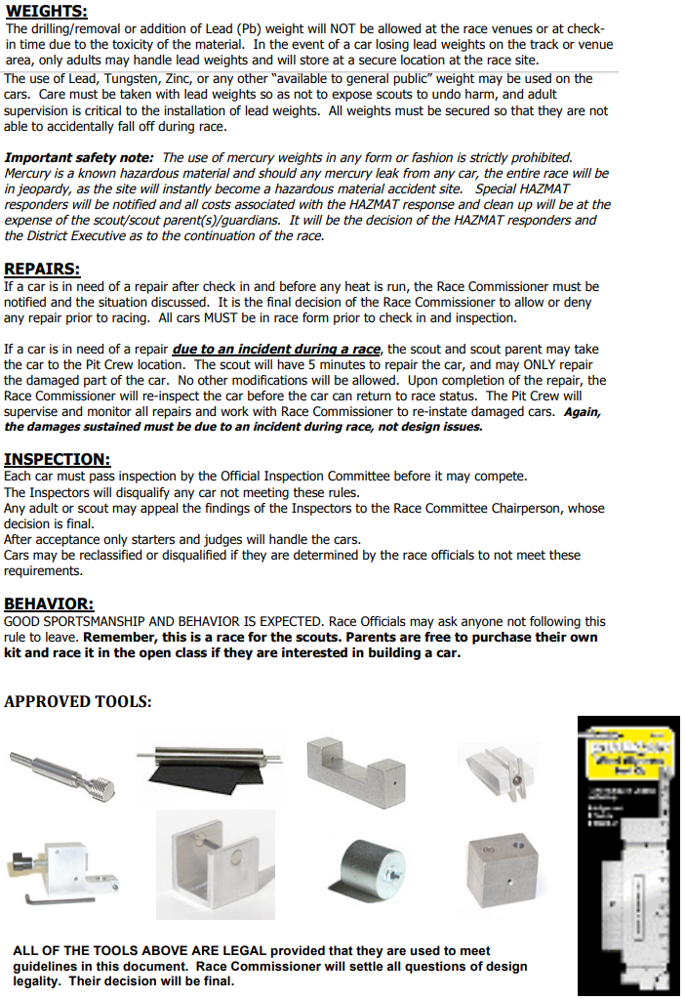 WEIGHTS:
The drilling/removal or addition of Lead (Pb) weight will NOT be allowed at the race venues or at check-
in time due to the toxicity of the material.  In the event of a car losing lead weights on the track or venue
area, only adults may handle lead weights and will store at a secure location at the race site.
The use of Lead, Tungsten, Zinc, or any other “available to general public” weight may be used on the
cars.  Care must be taken with lead weights so as not to expose scouts to undo harm, and adult
supervision is critical to the installation of lead weights.  All weights must be secured so that they are not
able to accidentally fall off during race.
Important safety note:  The use of mercury weights in any form or fashion is strictly prohibited.
Mercury is a known hazardous material and should any mercury leak from any car, the entire race will be
in jeopardy, as the site will instantly become a hazardous material accident site.   Special HAZMAT
responders will be notified and all costs associated with the HAZMAT response and clean up will be at the
expense of the scout/scout parent(s)/guardians.  It will be the decision of the HAZMAT responders and
the District Executive as to the continuation of the race.
REPAIRS:
If a car is in need of a repair after check in and before any heat is run, the Race Commissioner must be
notified and the situation discussed.  It is the final decision of the Race Commissioner to allow or deny
any repair prior to racing.  All cars MUST be in race form prior to check in and inspection.
If a car is in need of a repair due to an incident during a race, the scout and scout parent may take
the car to the Pit Crew location.  The scout will have 5 minutes to repair the car, and may ONLY repair
the damaged part of the car.  No other modifications will be allowed.  Upon completion of the repair, the
Race Commissioner will re-inspect the car before the car can return to race status.  The Pit Crew will
supervise and monitor all repairs and work with Race Commissioner to re-instate damaged cars.  Again,
the damages sustained must be due to an incident during race, not design issues.
INSPECTION:
Each car must pass inspection by the Official Inspection Committee before it may compete.
The Inspectors will disqualify any car not meeting these rules.
Any adult or scout may appeal the findings of the Inspectors to the Race Committee Chairperson, whose
decision is final.
After acceptance only starters and judges will handle the cars.
Cars may be reclassified or disqualified if they are determined by the race officials to not meet these
requirements.
BEHAVIOR:
GOOD SPORTSMANSHIP AND BEHAVIOR IS EXPECTED. Race Officials may ask anyone not following this
rule to leave. Remember, this is a race for the scouts. Parents are free to purchase their own
kit and race it in the open class if they are interested in building a car.
APPROVED TOOLS:
ALL OF THE TOOLS ABOVE ARE LEGAL provided that they are used to meet
guidelines in this document.  Race Commissioner will settle all questions of design
legality.  Their decision will be final.